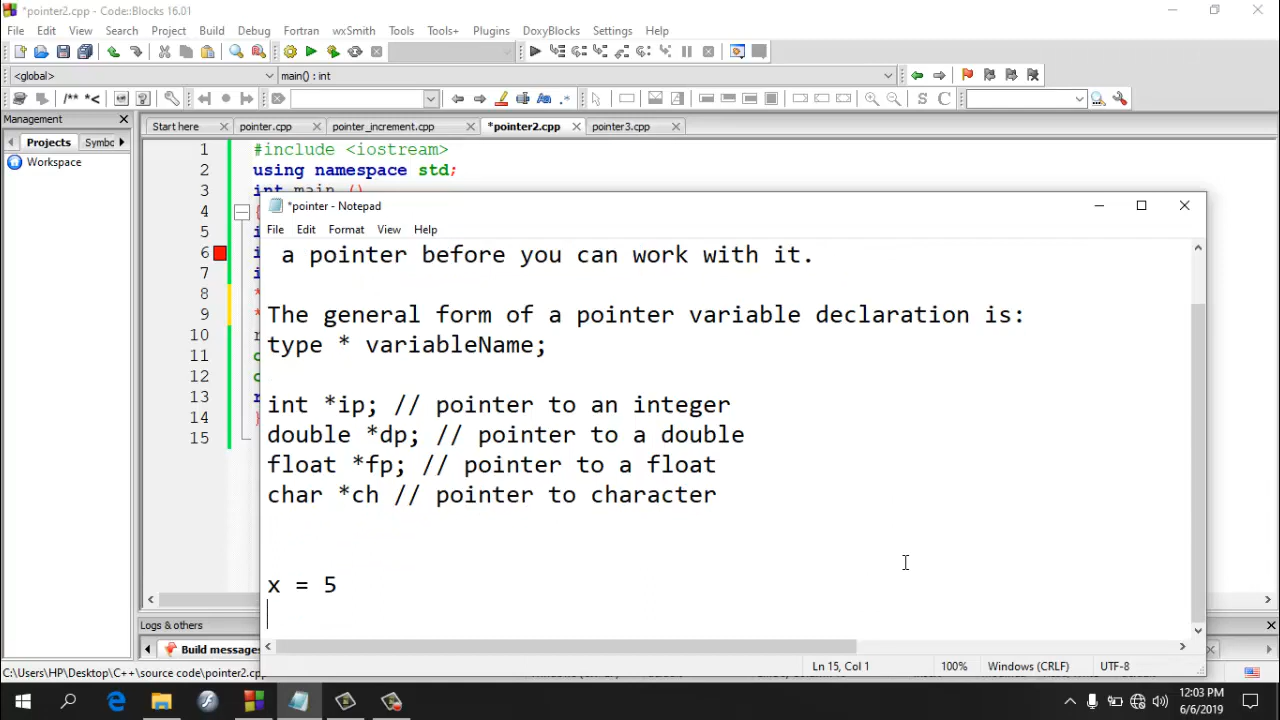 *pointer2.cpp - Code::Blocks 16.01
File Edit View Search Project Build Debug Fortran wxSmith Tools Tools+ Plugins DoxyBlocks Settings Help
<global> main() : int
/** *<
S C
Management
Start here pointer.cpp pointer_increment.cpp *pointer2.cpp pointer3.cpp
Projects Symbo
Workspace
1 #include <iostream>
2 using namespace std;
3 int main ()
4
5
6
7
8
9
10
11
12
13
14
15
*pointer - Notepad
File Edit Format View Help
a pointer before you can work with it.
The general form of a pointer variable declaration is:
type * variableName;
int *ip; // pointer to an integer
double *dp; // pointer to a double
float *fp; // pointer to a float
char *ch // pointer to character
x = 5
Ln 15, Col 1 100% Windows (CRLF) UTF-8
Logs & others
Build messages
C:\Users\HP\Desktop\C++\source code\pointer2.cpp
12:03 PM
6/6/2019